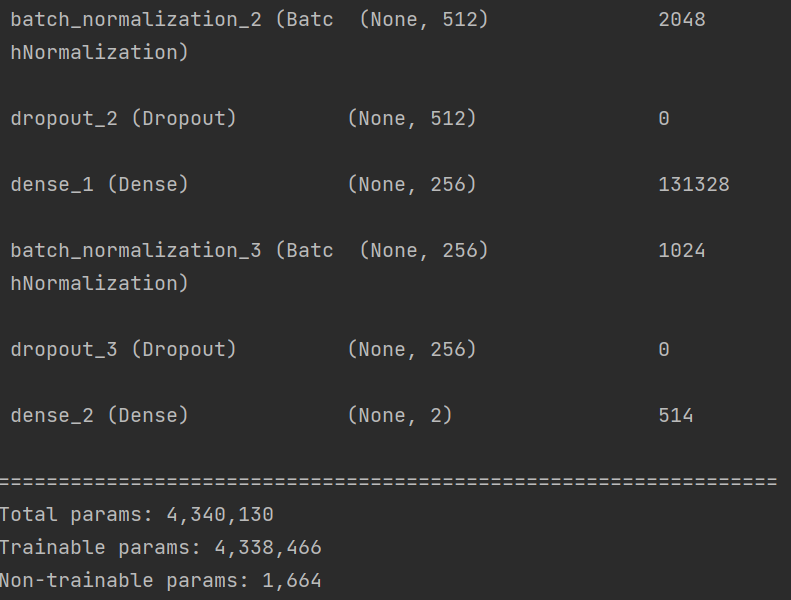 batch_normalization_2 (Batc  (None, 512)              2048
hNormalization)
dropout_2 (Dropout)         (None, 512)               0
dense_1 (Dense)             (None, 256)               131328
batch_normalization_3 (Batc  (None, 256)              1024
hNormalization)
dropout_3 (Dropout)         (None, 256)               0
dense_2 (Dense)             (None, 2)                 514
=================================================================
Total params: 4,340,130
Trainable params: 4,338,466
Non-trainable params: 1,664